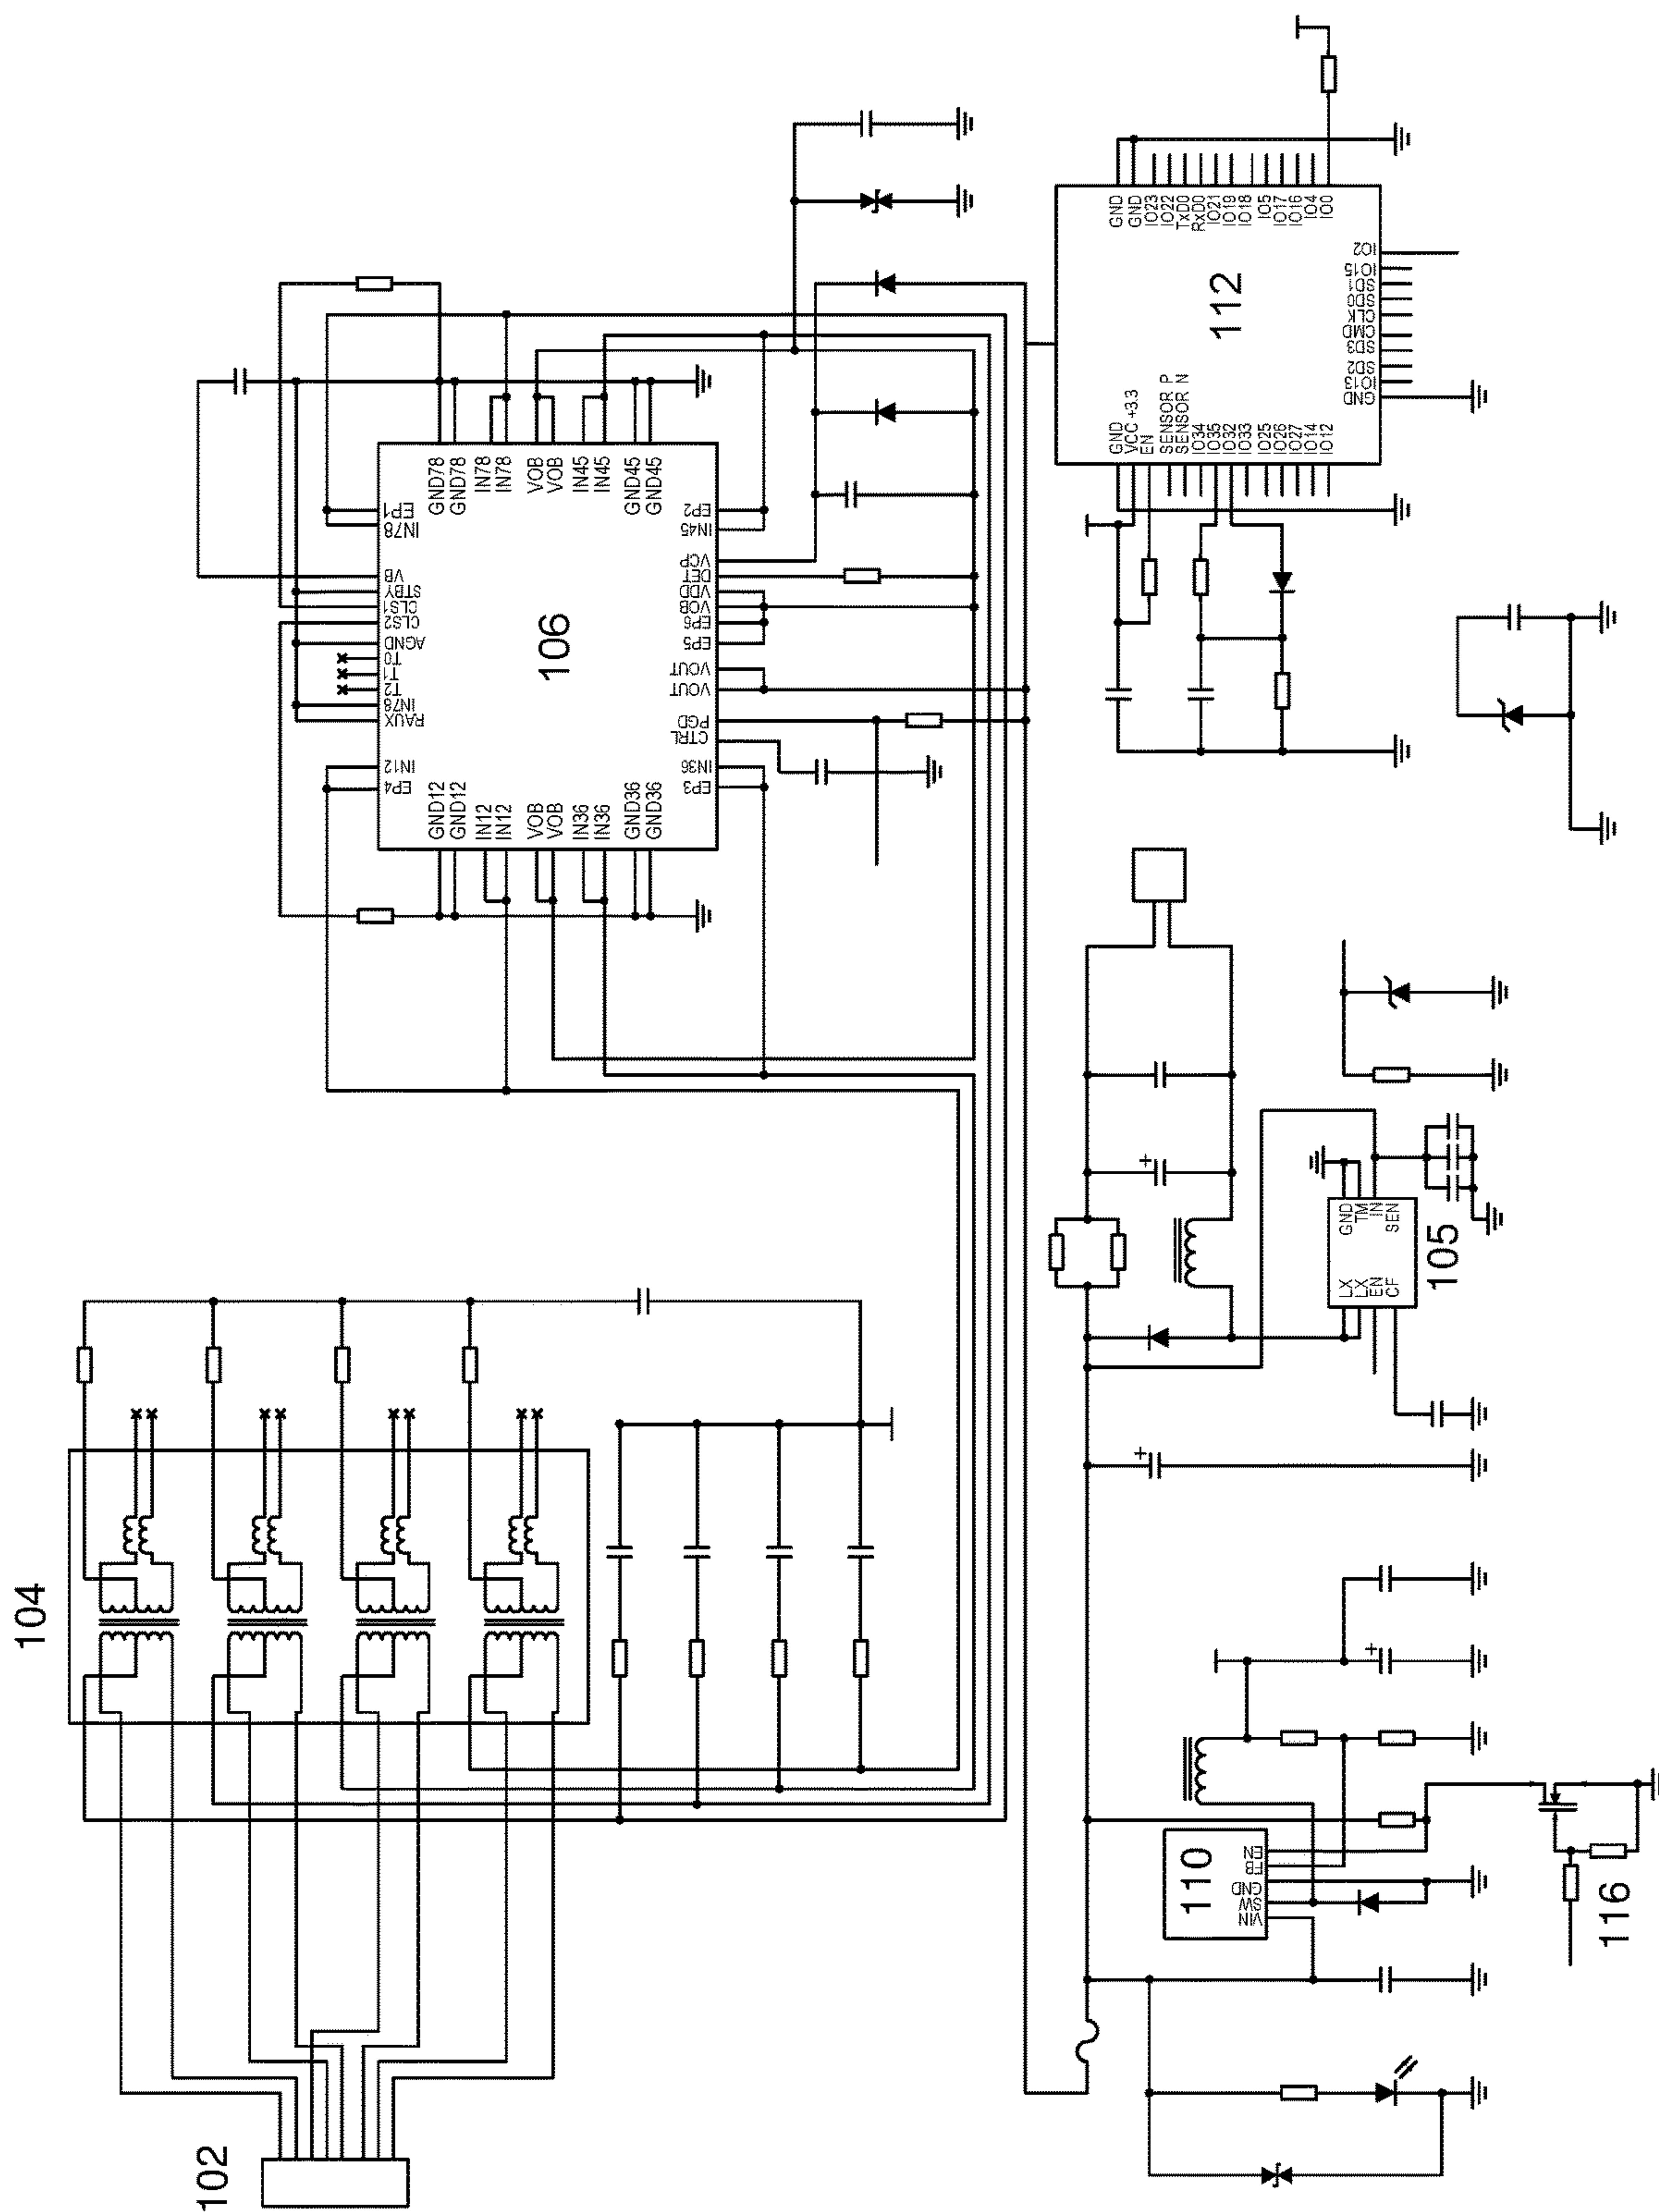 106
VB
STBY
CLS1
CLS2
AGND
T0
T1
T2
IN78
RAUX
EP1
IN78
IN12
EP4
GND78
GND78
IN78
IN78
VOB
VOB
IN45
IN45
GND45
GND45
GND12
GND12
IN12
IN12
VOB
VOB
IN36
IN36
GND36
GND36
EP2
IN45
VCP
DET
VDD
VOB
EP6
EP5
VOUT
VOUT
PGD
CTRL
IN36
EP3
112
GND
GND
IO23
IO22
TxD0
RxD0
IO21
IO19
IO18
IO5
IO17
IO16
IO4
IO0
GND
VCC +3.3
EN
SENSOR P
SENSOR N
IO34
IO35
IO32
IO33
IO25
IO26
IO27
IO14
IO12
IO2
IO15
SD1
SD0
CLK
CMD
SD3
SD2
IO13
GND
104
102
+
GND
TM
IN
SEN
LX
LX
EN
CF
105
+
+
110
EN
FB
GND
SW
VIN
116